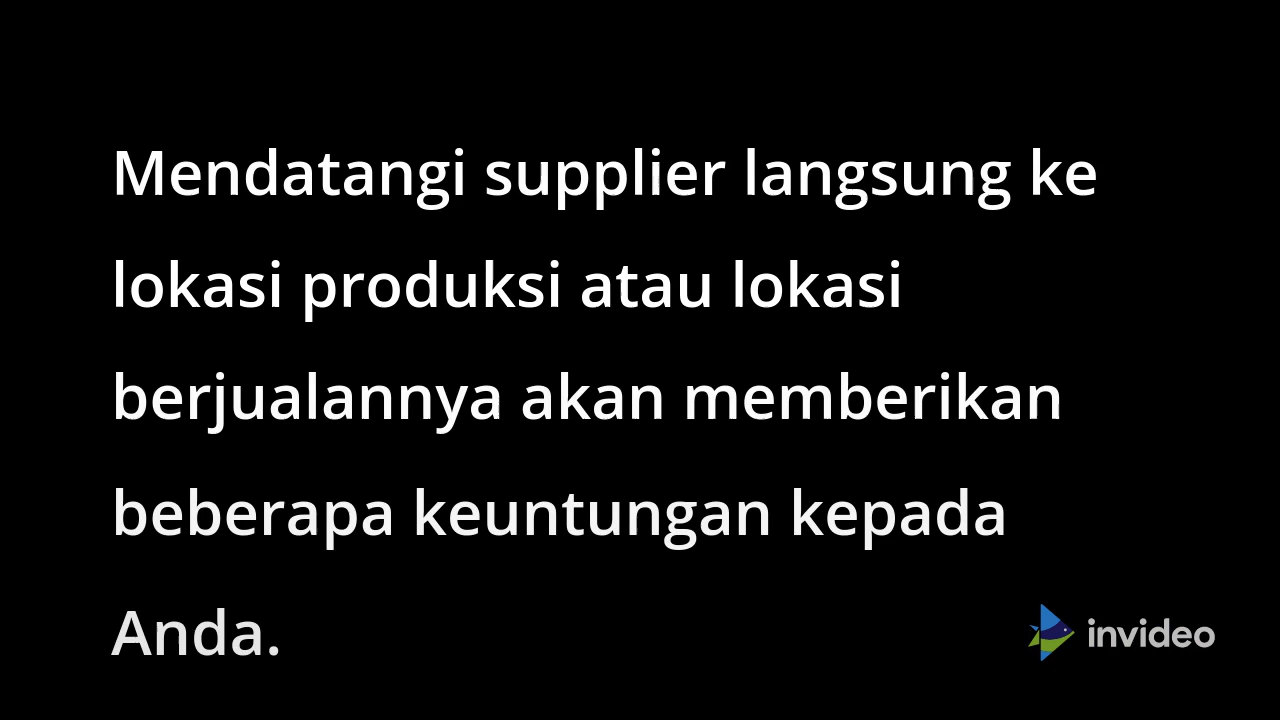 Mendatangi supplier langsung ke
lokasi produksi atau lokasi
berjualannya akan memberikan
beberapa keuntungan kepada
Anda.
invideo